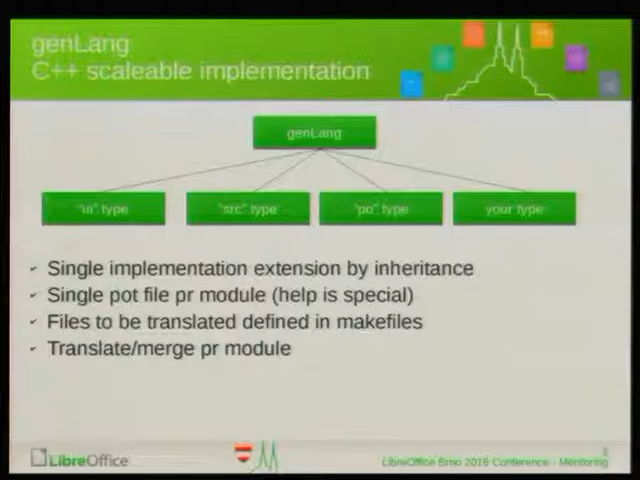 genLang
C++ scaleable implementation
genLang
"ui" type
"src" type
"po" type
your type
Single implementation extension by inheritance
Single pot file pr module (help is special)
Files to be translated defined in makefiles
Translate/merge pr module
LibreOffice
LibreOffice Brno 2016 Conference - Mentoring